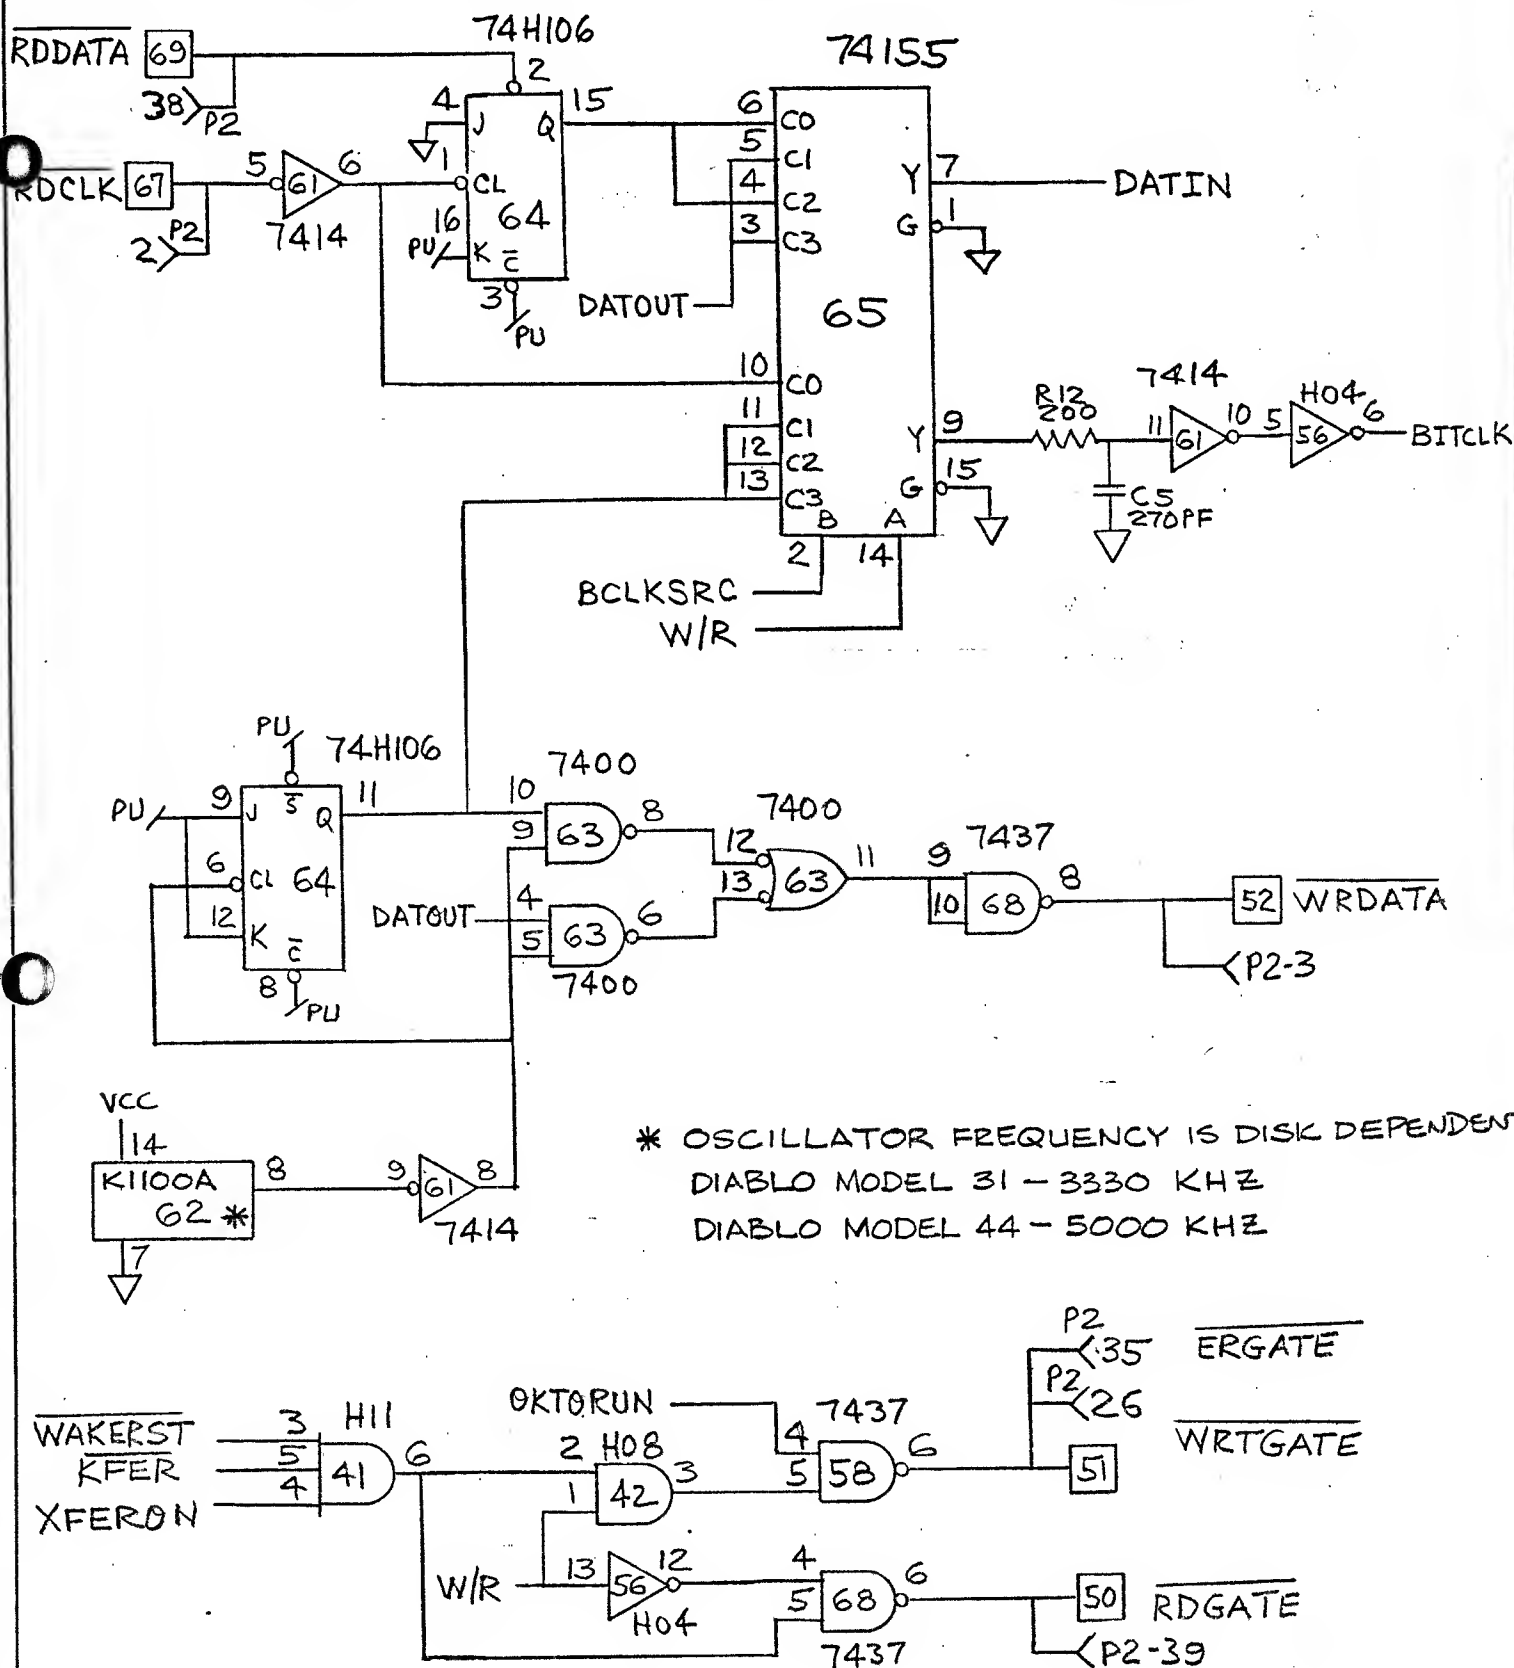 74H106
74155
RDDATA 69
38 P2
2
4 J Q 15
1 CL
16 K C 64
PU
3
PU
RDCLK 67
2 P2
5 61 6
7414
6 C0
5 C1
4 C2
3 C3
Y 7 DATIN
G 1
DATOUT
65
10 C0
11 C1
12 C2
13 C3
Y 9
G 15
B A
2 14
BCLKSRC
W/R
R12
200
C5
270PF
7414
11 61 10
H04
5 56 6
BITCLK
PU
74H106
PU 9 J S Q 11
6 CL 64
12 K C
8 PU
7400
10
9 63 8
DATOUT 4
5 63 6
7400
7400
12
13 63 11
7437
9
10 68 8
52 WRDATA
P2-3
VCC
14
K1100A
62 *
8
7
9 61 8
7414
* OSCILLATOR FREQUENCY IS DISK DEPENDEN
DIABLO MODEL 31 - 3330 KHZ
DIABLO MODEL 44 - 5000 KHZ
WAKERST 3
KFER 5
XFERON 4
H11
41 6
OKTORUN
2 H08
1 42 3
7437
4
5 58 6
P2
35 ERGATE
P2
26
WRTGATE
51
W/R 13 56 12
H04
4
5 68 6
7437
50 RDGATE
P2-39